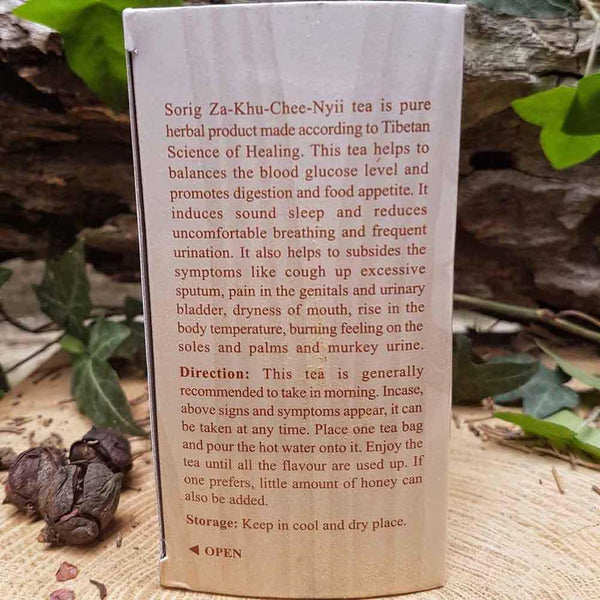 Sorig Za-Khu-Chee-Nyii tea is pure
herbal product made according to Tibetan
Science of Healing. This tea helps to
balances the blood glucose level and
promotes digestion and food appetite. It
induces sound sleep and reduces
uncomfortable breathing and frequent
urination. It also helps to subsides the
symptoms like cough up excessive
sputum, pain in the genitals and urinary
bladder, dryness of mouth, rise in the
body temperature, burning feeling on the
soles and palms and murkey urine.
Direction: This tea is generally
recommended to take in morning. Incase,
above signs and symptoms appear, it can
be taken at any time. Place one tea bag
and pour the hot water onto it. Enjoy the
tea until all the flavour are used up. If
one prefers, little amount of honey can
also be added.
Storage: Keep in cool and dry place.
◄ OPEN